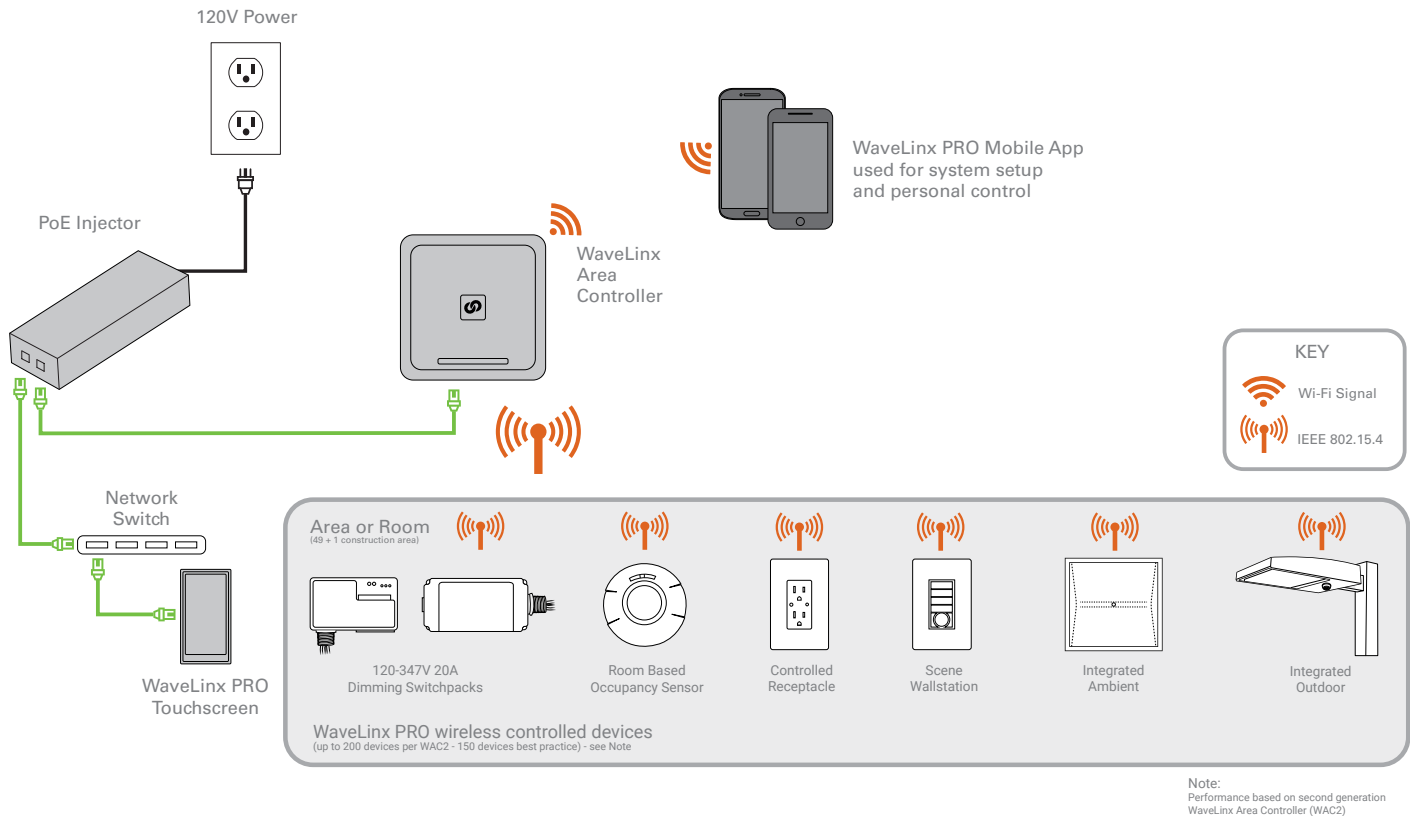 120V Power
PoE Injector
WaveLinx
Area
Controller
WaveLinx PRO Mobile App
used for system setup
and personal control
KEY
Wi-Fi Signal
IEEE 802.15.4
Network
Switch
WaveLinx PRO
Touchscreen
Area or Room
(49 + 1 construction area)
120-347V 20A
Dimming Switchpacks
Room Based
Occupancy Sensor
Controlled
Receptacle
Scene
Wallstation
Integrated
Ambient
Integrated
Outdoor
WaveLinx PRO wireless controlled devices
(up to 200 devices per WAC2 - 150 devices best practice) - see Note
Note:
Performance based on second generation
WaveLinx Area Controller (WAC2)